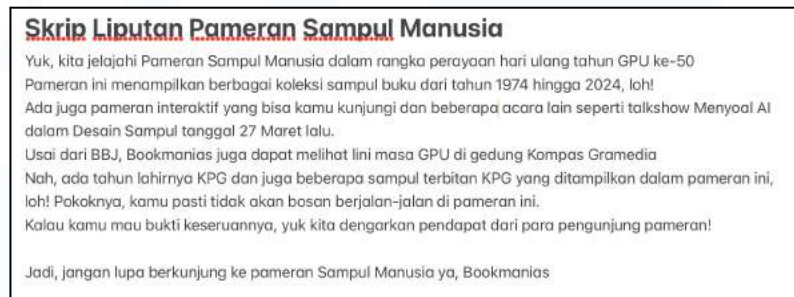 Skrip Liputan Pameran Sampul Manusia
Yuk, kita jelajahi Pameran Sampul Manusia dalam rangka perayaan hari ulang tahun GPU ke-50
Pameran ini menampilkan berbagai koleksi sampul buku dari tahun 1974 hingga 2024, loh!
Ada juga pameran interaktif yang bisa kamu kunjungi dan beberapa acara lain seperti talkshow Menyoal AI
dalam Desain Sampul tanggal 27 Maret lalu.
Usai dari BBJ, Bookmanias juga dapat melihat lini masa GPU di gedung Kompas Gramedia
Nah, ada tahun lahirnya KPG dan juga beberapa sampul terbitan KPG yang ditampilkan dalam pameran ini,
loh! Pokoknya, kamu pasti tidak akan bosan berjalan-jalan di pameran ini.
Kalau kamu mau bukti keseruannya, yuk kita dengarkan pendapat dari para pengunjung pameran!
Jadi, jangan lupa berkunjung ke pameran Sampul Manusia ya, Bookmanias